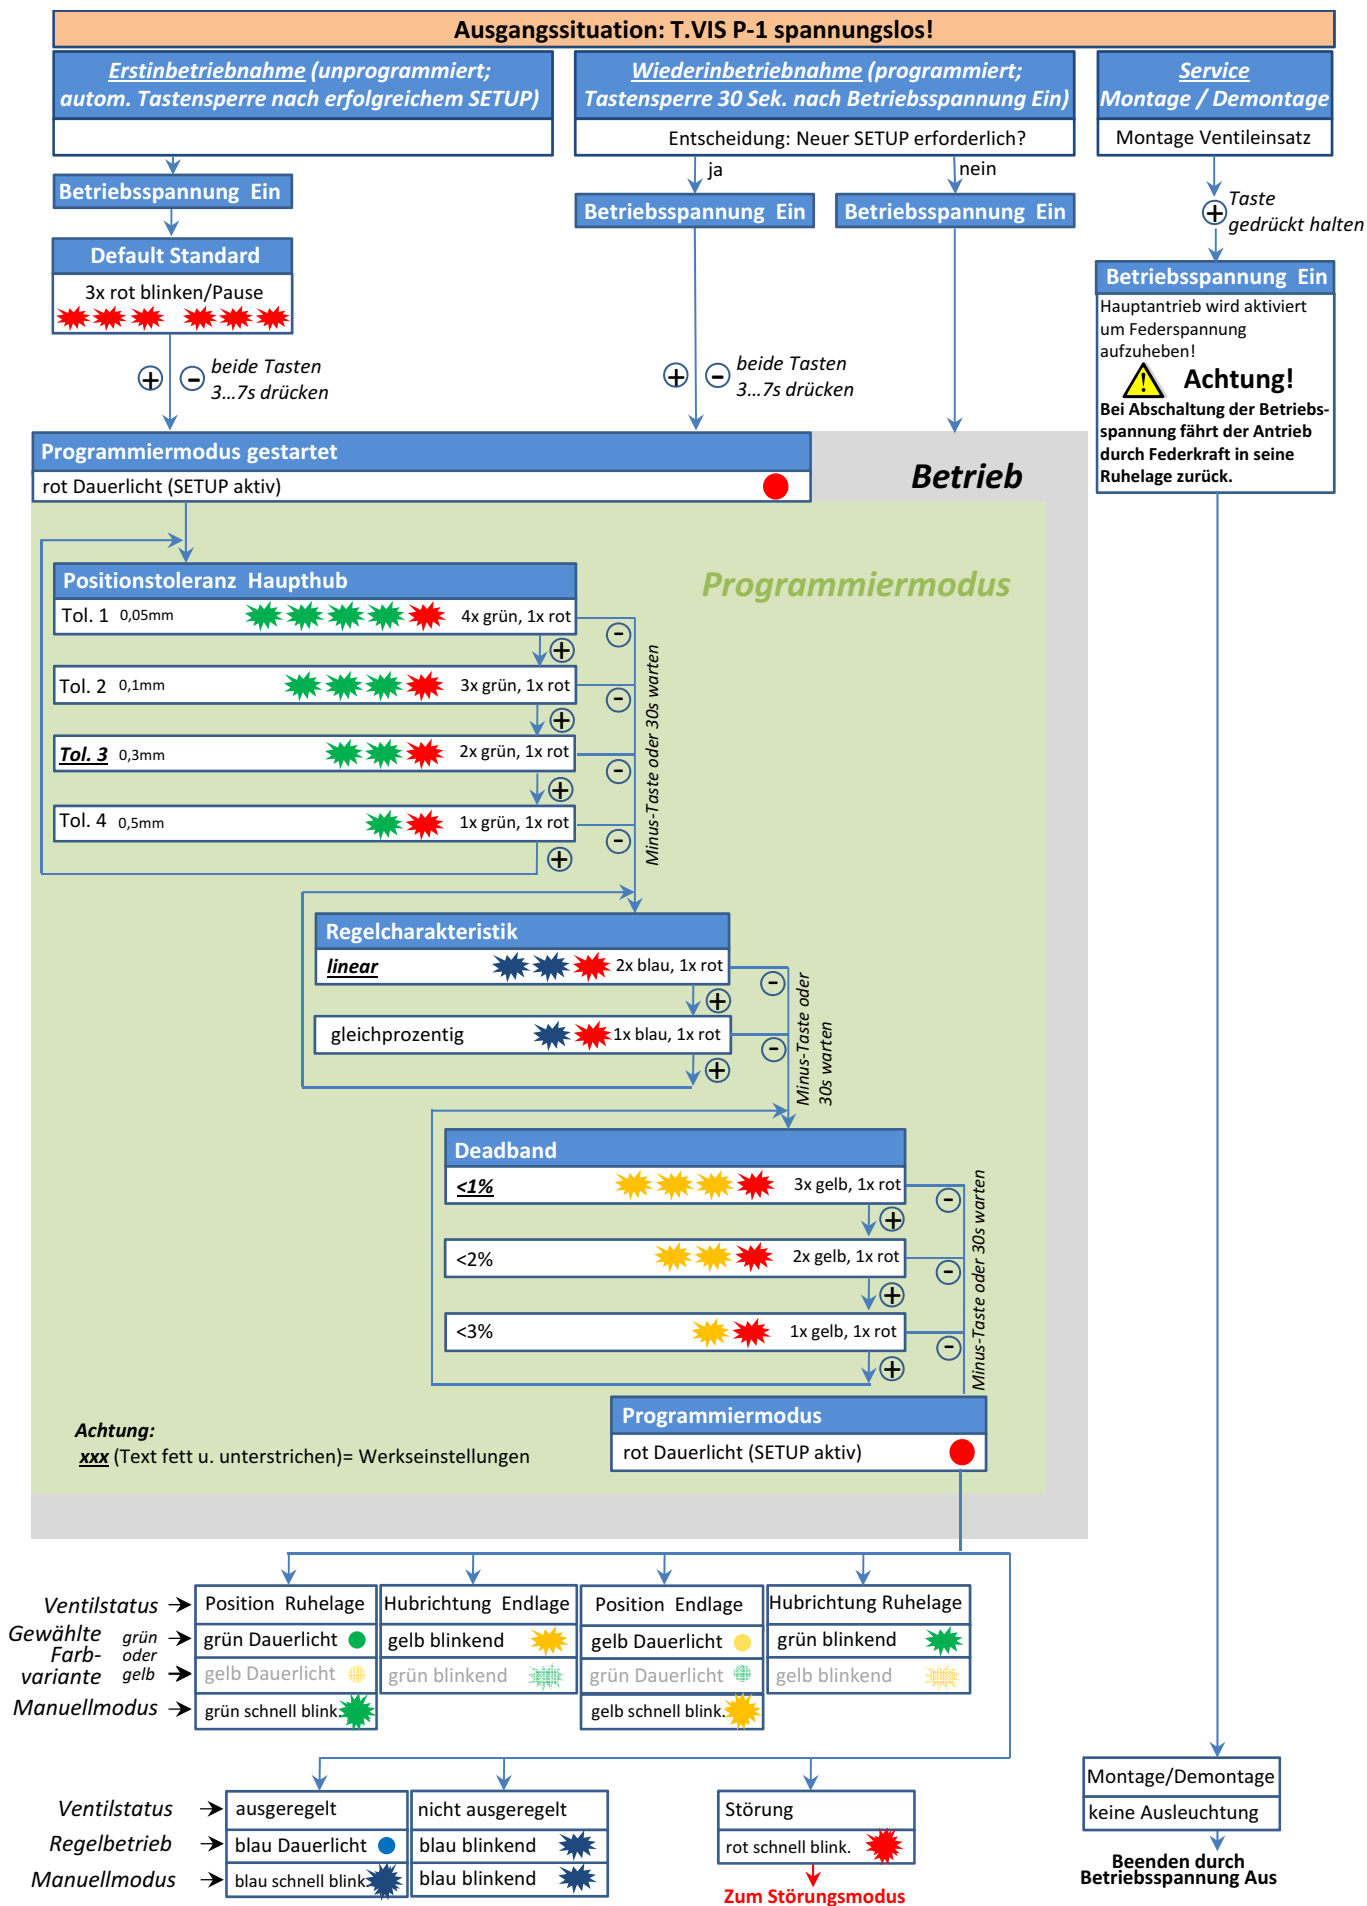 Ausgangssituation: T.VIS P-1 spannungslos!
Erstinbetriebnahme (unprogrammiert;
autom. Tastensperre nach erfolgreichem SETUP)
Wiederinbetriebnahme (programmiert;
Tastensperre 30 Sek. nach Betriebsspannung Ein)
Entscheidung: Neuer SETUP erforderlich?
Service
Montage / Demontage
Montage Ventileinsatz
ja
nein
Betriebsspannung Ein
Betriebsspannung Ein
Betriebsspannung Ein
+ Taste
gedrückt halten
Default Standard
3x rot blinken/Pause
Betriebsspannung Ein
Hauptantrieb wird aktiviert
um Federspannung
aufzuheben!
! Achtung!
Bei Abschaltung der Betriebs-
spannung fährt der Antrieb
durch Federkraft in seine
Ruhelage zurück.
+ - beide Tasten
3...7s drücken
+ - beide Tasten
3...7s drücken
Programmiermodus gestartet
rot Dauerlicht (SETUP aktiv)
Betrieb
Programmiermodus
Positionstoleranz Haupthub
Tol. 1 0,05mm 4x grün, 1x rot -
+
Tol. 2 0,1mm 3x grün, 1x rot -
+
Tol. 3 0,3mm 2x grün, 1x rot -
+
Tol. 4 0,5mm 1x grün, 1x rot -
+
Minus-Taste oder 30s warten
Regelcharakteristik
linear 2x blau, 1x rot -
+
gleichprozentig 1x blau, 1x rot -
+
Minus-Taste oder
30s warten
Deadband
<1% 3x gelb, 1x rot -
+
<2% 2x gelb, 1x rot -
+
<3% 1x gelb, 1x rot -
+
Minus-Taste oder 30s warten
Programmiermodus
rot Dauerlicht (SETUP aktiv)
Achtung:
xxx (Text fett u. unterstrichen)= Werkseinstellungen
Ventilstatus
Position Ruhelage
Hubrichtung Endlage
Position Endlage
Hubrichtung Ruhelage
Gewählte
Farb-
variante
grün
oder
gelb
grün Dauerlicht
gelb blinkend
gelb Dauerlicht
grün blinkend
gelb Dauerlicht
grün blinkend
grün Dauerlicht
gelb blinkend
Manuellmodus
grün schnell blink.
gelb schnell blink.
Ventilstatus
ausgeregelt
nicht ausgeregelt
Störung
Regelbetrieb
blau Dauerlicht
blau blinkend
rot schnell blink.
Manuellmodus
blau schnell blink.
blau blinkend
Zum Störungsmodus
Montage/Demontage
keine Ausleuchtung
Beenden durch
Betriebsspannung Aus